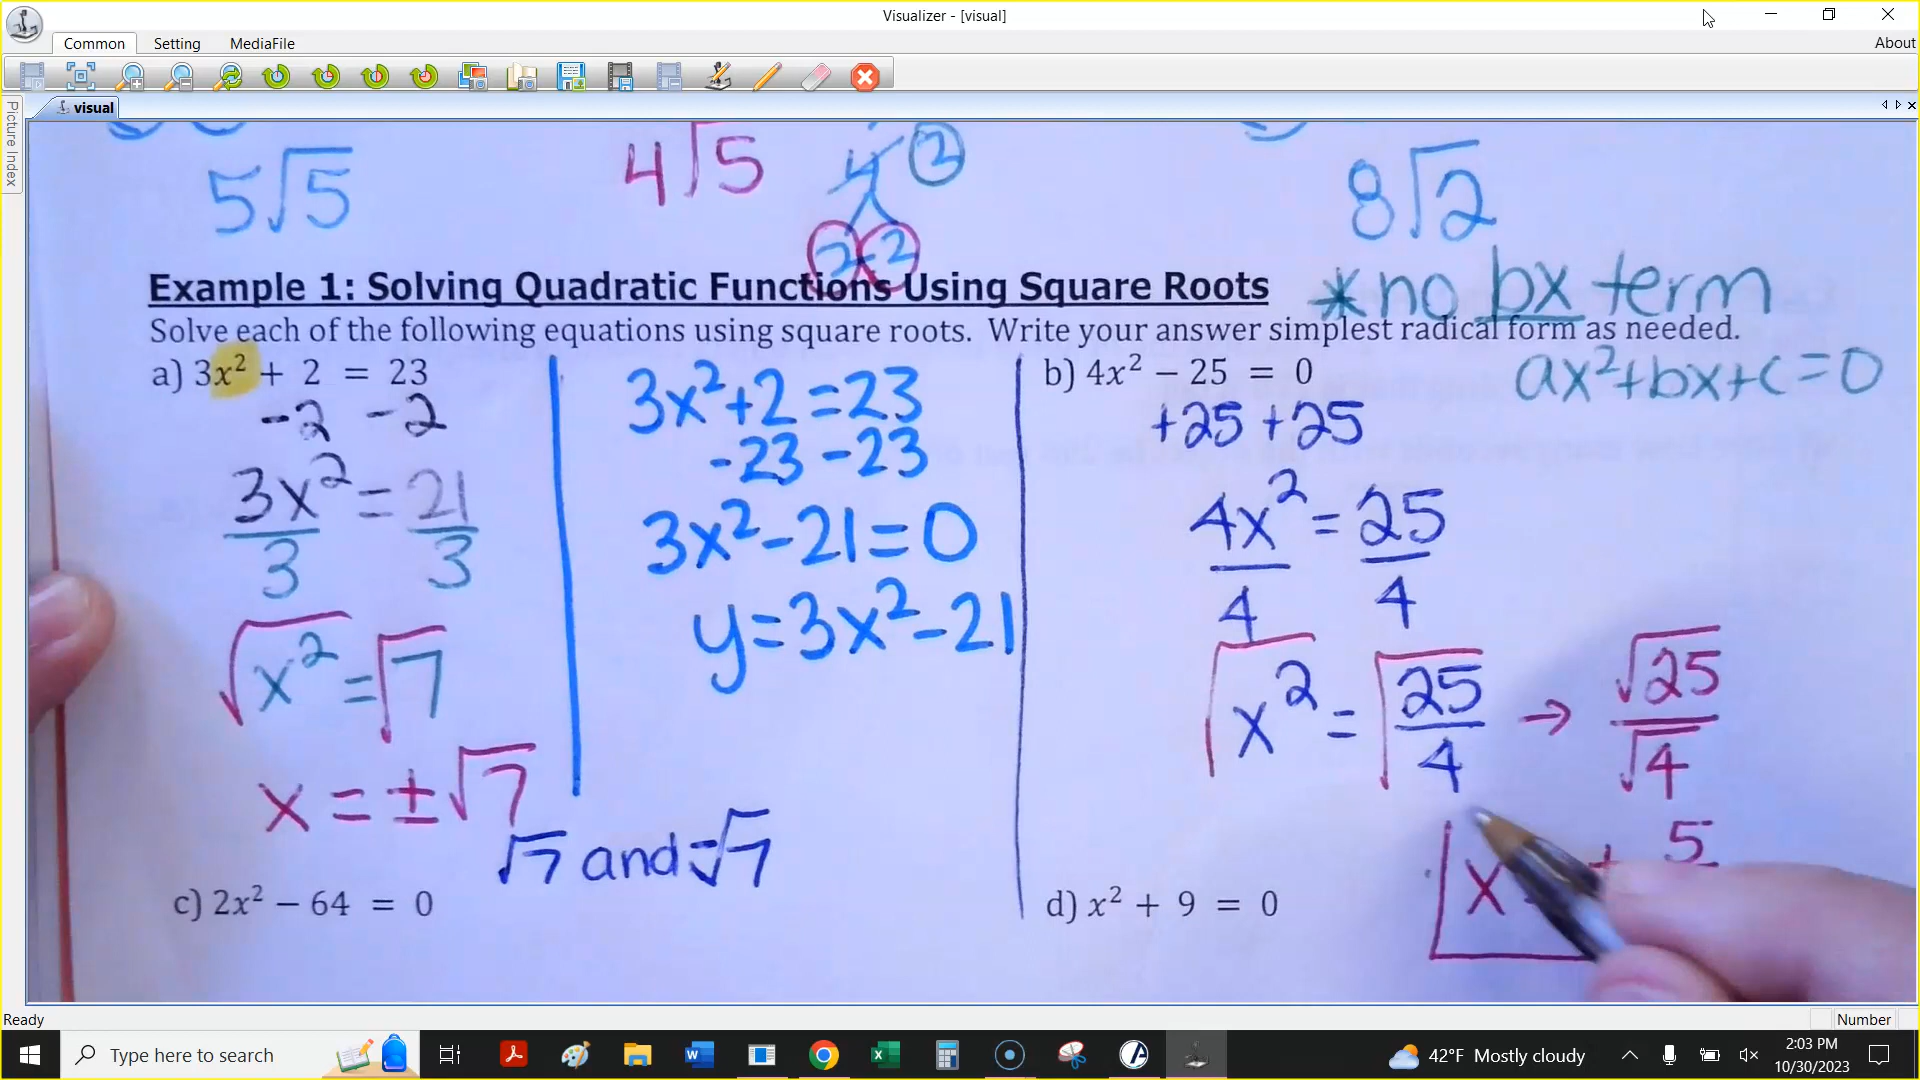 Visualizer - [visual]
Common Setting MediaFile
About
Picture Index
visual
5√5
4√5
4 2
2 2
8√2
Example 1: Solving Quadratic Functions Using Square Roots
*no bx term
Solve each of the following equations using square roots. Write your answer simplest radical form as needed.
ax²+bx+c=0
a) 3x² + 2 = 23
-2 -2
3x² = 21
3 3
√x² = √7
x = ±√7
√7 and -√7
3x²+2=23
-23 -23
3x²-21=0
y=3x²-21
b) 4x² − 25 = 0
+25 +25
4x² = 25
4 4
√x² = √25/4 → √25/√4
x + 5
c) 2x² − 64 = 0
d) x² + 9 = 0
Ready
Number
Type here to search
42°F Mostly cloudy
2:03 PM
10/30/2023